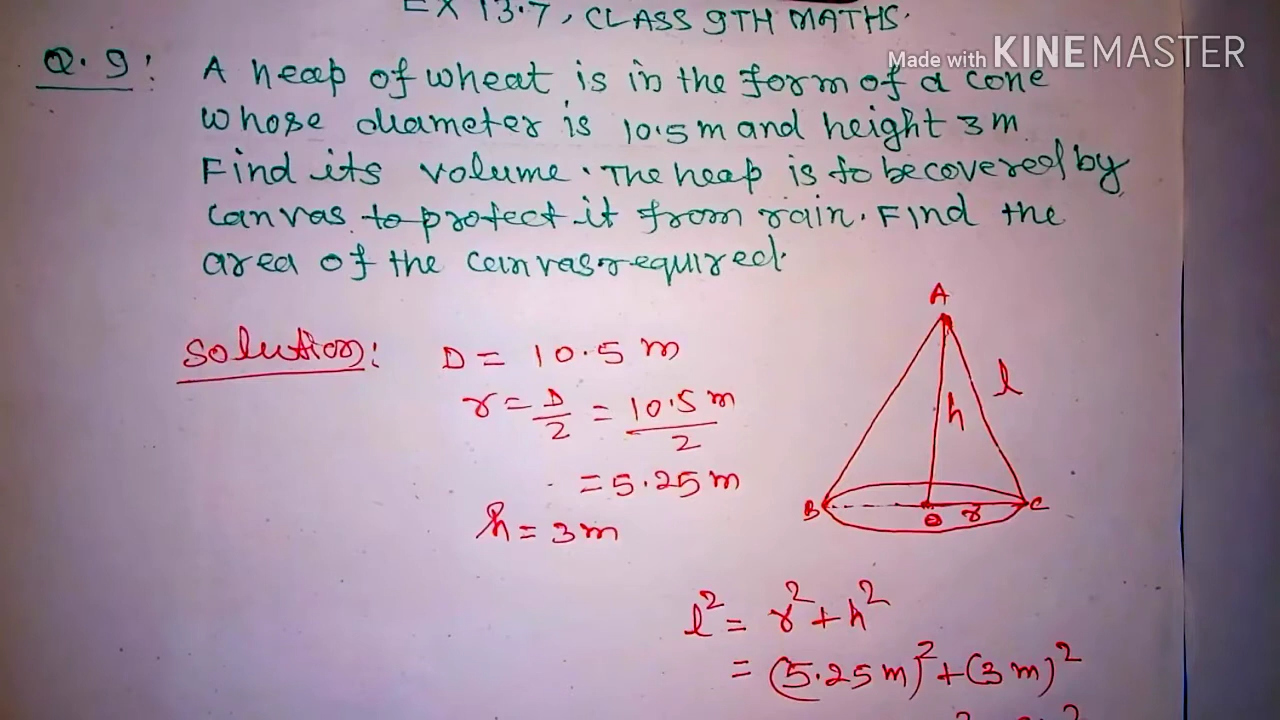 EX 13.7, CLASS 9TH MATHS.
Made with KINEMASTER
Q.9: A heap of wheat is in the form of a cone
whose diameter is 10.5 m and height 3 m
Find its volume. The heap is to be covered by
canvas to protect it from rain. Find the
area of the canvas required.
Solution: D = 10.5 m
r = D/2 = 10.5 m/2
= 5.25 m
h = 3 m
A
l
h
B
O
r
C
l² = r² + h²
= (5.25 m)² + (3 m)²